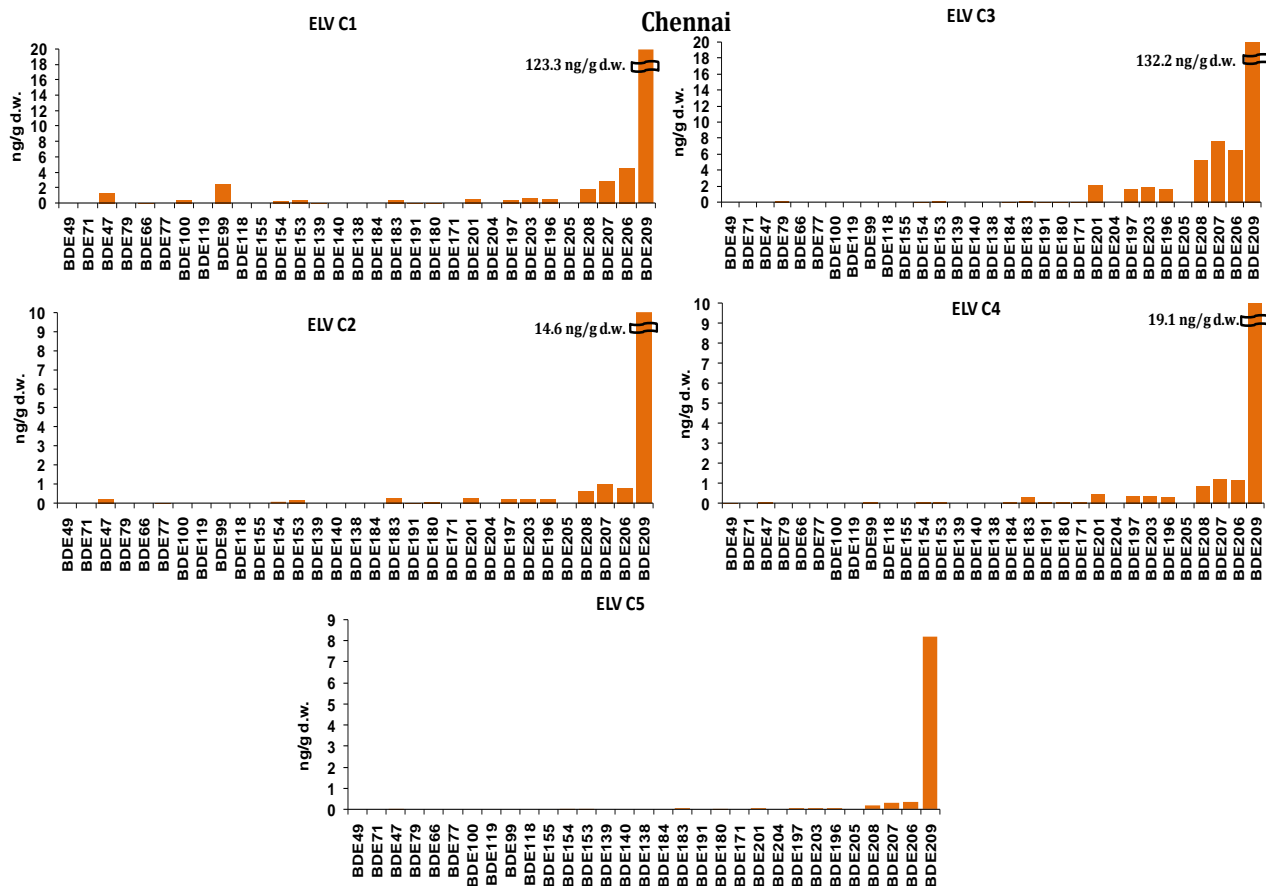 Chennai
ELV C1
ng/g d.w.
20
18
16
14
12
10
8
6
4
2
0
123.3 ng/g d.w.
BDE49
BDE71
BDE47
BDE79
BDE66
BDE77
BDE100
BDE119
BDE99
BDE118
BDE155
BDE154
BDE153
BDE139
BDE140
BDE138
BDE184
BDE183
BDE191
BDE180
BDE171
BDE201
BDE204
BDE197
BDE203
BDE196
BDE205
BDE208
BDE207
BDE206
BDE209
ELV C3
ng/g d.w.
20
18
16
14
12
10
8
6
4
2
0
132.2 ng/g d.w.
BDE49
BDE71
BDE47
BDE79
BDE66
BDE77
BDE100
BDE119
BDE99
BDE118
BDE155
BDE154
BDE153
BDE139
BDE140
BDE138
BDE184
BDE183
BDE191
BDE180
BDE171
BDE201
BDE204
BDE197
BDE203
BDE196
BDE205
BDE208
BDE207
BDE206
BDE209
ELV C2
ng/g d.w.
10
9
8
7
6
5
4
3
2
1
0
14.6 ng/g d.w.
BDE49
BDE71
BDE47
BDE79
BDE66
BDE77
BDE100
BDE119
BDE99
BDE118
BDE155
BDE154
BDE153
BDE139
BDE140
BDE138
BDE184
BDE183
BDE191
BDE180
BDE171
BDE201
BDE204
BDE197
BDE203
BDE196
BDE205
BDE208
BDE207
BDE206
BDE209
ELV C4
ng/g d.w.
10
9
8
7
6
5
4
3
2
1
0
19.1 ng/g d.w.
BDE49
BDE71
BDE47
BDE79
BDE66
BDE77
BDE100
BDE119
BDE99
BDE118
BDE155
BDE154
BDE153
BDE139
BDE140
BDE138
BDE184
BDE183
BDE191
BDE180
BDE171
BDE201
BDE204
BDE197
BDE203
BDE196
BDE205
BDE208
BDE207
BDE206
BDE209
ELV C5
ng/g d.w.
9
8
7
6
5
4
3
2
1
0
BDE49
BDE71
BDE47
BDE79
BDE66
BDE77
BDE100
BDE119
BDE99
BDE118
BDE155
BDE154
BDE153
BDE139
BDE140
BDE138
BDE184
BDE183
BDE191
BDE180
BDE171
BDE201
BDE204
BDE197
BDE203
BDE196
BDE205
BDE208
BDE207
BDE206
BDE209